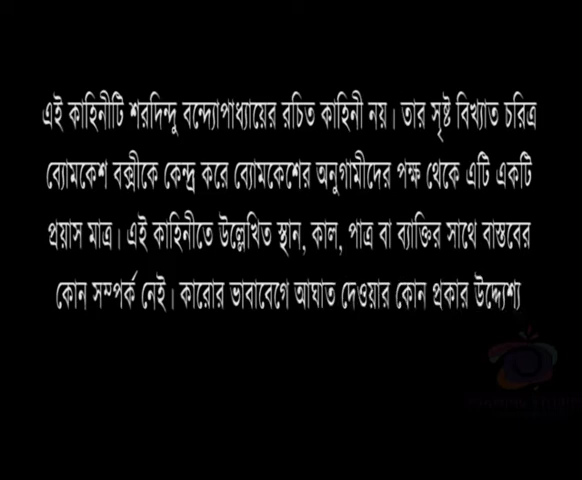 এই কাহিনীটি শরদিন্দু বন্দ্যোপাধ্যায়ের রচিত কাহিনী নয়। তার সৃষ্ট বিখ্যাত চরিত্র
ব্যোমকেশ বক্সীকে কেন্দ্র করে ব্যোমকেশের অনুগামীদের পক্ষ থেকে এটি একটি
প্রয়াস মাত্র। এই কাহিনীতে উল্লেখিত স্থান, কাল, পাত্র বা ব্যাক্তির সাথে বাস্তবের
কোন সম্পর্ক নেই। কারোর ভাবাবেগে আঘাত দেওয়ার কোন প্রকার উদ্দ্যেশ্য